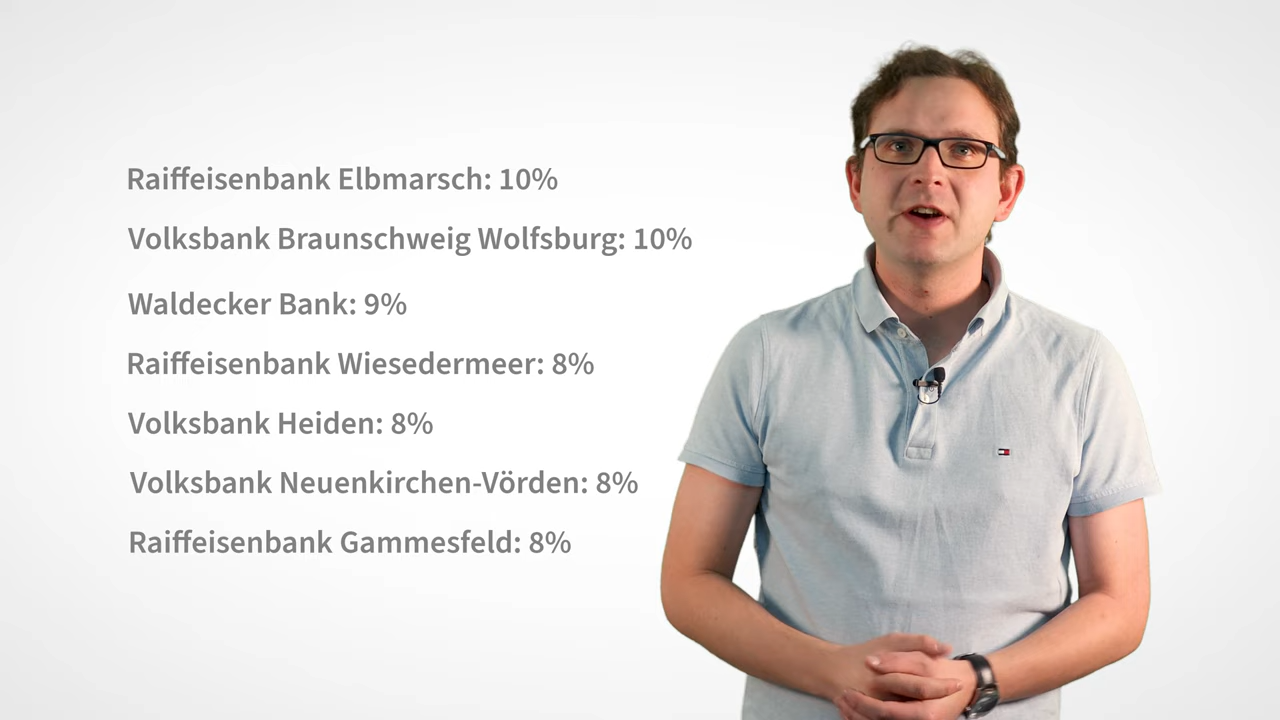 Raiffeisenbank Elbmarsch: 10%
Volksbank Braunschweig Wolfsburg: 10%
Waldecker Bank: 9%
Raiffeisenbank Wiesedermeer: 8%
Volksbank Heiden: 8%
Volksbank Neuenkirchen-Vörden: 8%
Raiffeisenbank Gammesfeld: 8%